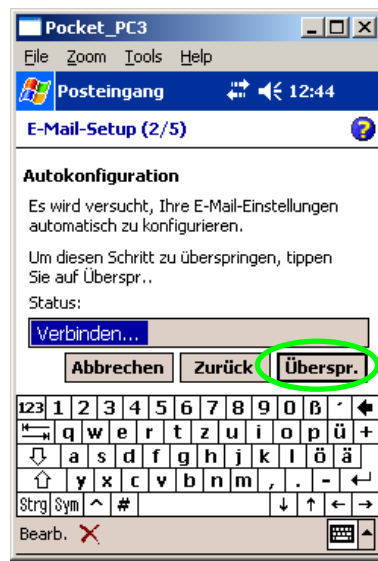 Pocket_PC3
File Zoom Tools Help
Posteingang 12:44
E-Mail-Setup (2/5)
Autokonfiguration
Es wird versucht, Ihre E-Mail-Einstellungen
automatisch zu konfigurieren.
Um diesen Schritt zu überspringen, tippen
Sie auf Überspr..
Status:
Verbinden...
Abbrechen Zurück Überspr.
123 1 2 3 4 5 6 7 8 9 0 ß ´
q w e r t z u i o p ü +
a s d f g h j k l ö ä
y x c v b n m , . -
Strg Sym ^ # ↓ ↑ ← →
Bearb.